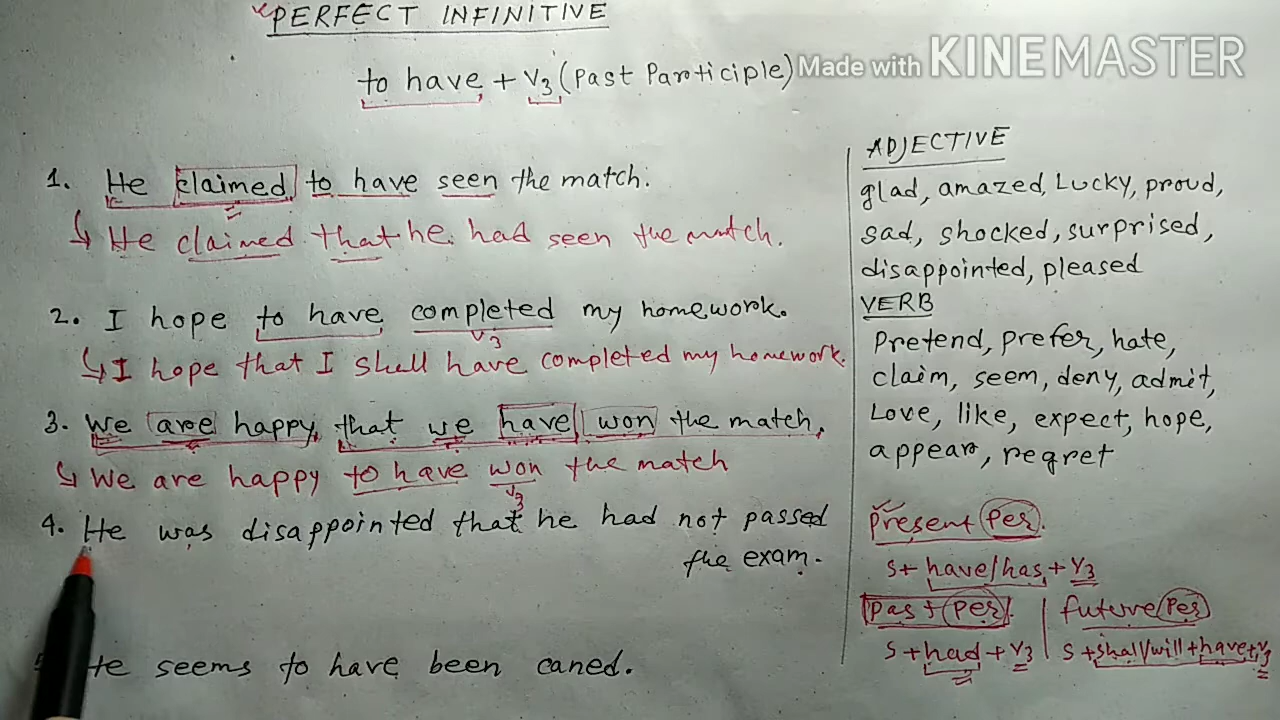 PERFECT INFINITIVE
to have + V3 (Past Participle)
Made with KINEMASTER
1. He claimed to have seen the match.
↳ He claimed that he had seen the match.
2. I hope to have completed my homework.
V3
↳ I hope that I shall have completed my homework.
3. We are happy that we have won the match.
↳ We are happy to have won the match
V3
4. He was disappointed that he had not passed
the exam.
He seems to have been caned.
ADJECTIVE
glad, amazed, Lucky, proud,
sad, shocked, surprised,
disappointed, pleased
VERB
Pretend, prefer, hate,
claim, seem, deny, admit,
Love, like, expect, hope,
appear, regret
Present Per.
S + have/has + V3
Past Per.
S + had + V3
future Per
S + shall/will + have + V3